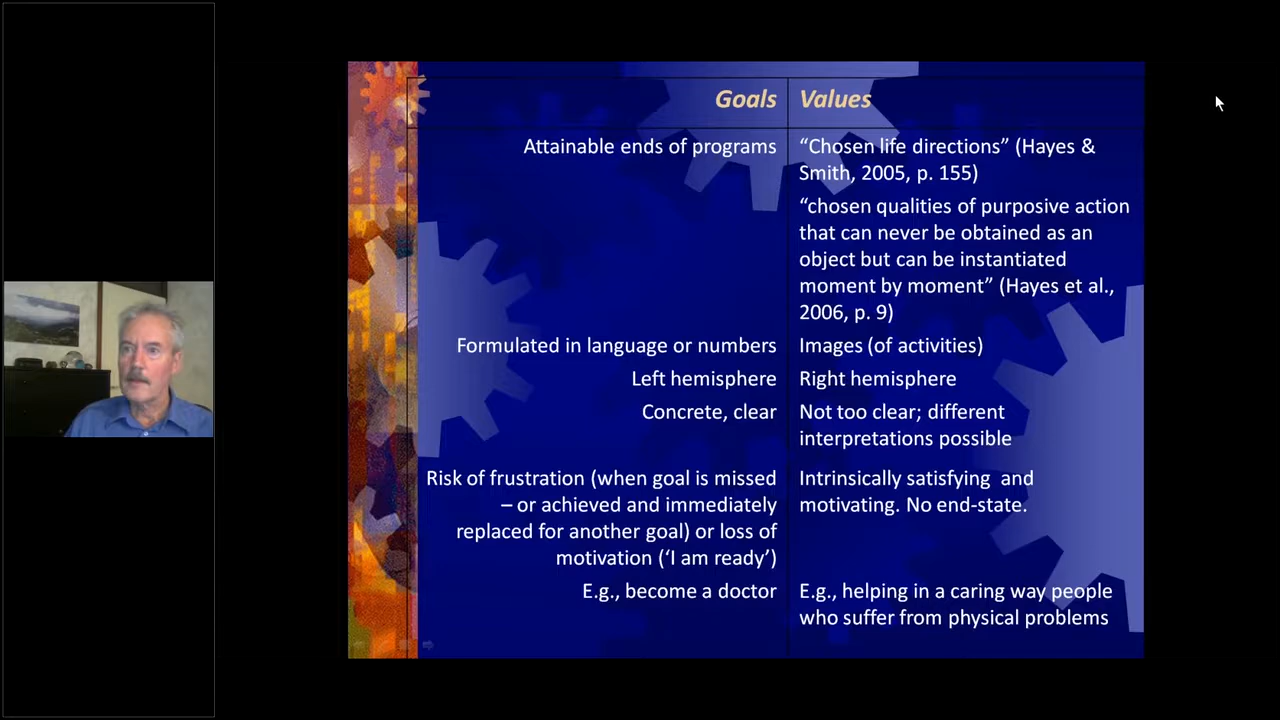 Goals Values
Attainable ends of programs
“Chosen life directions” (Hayes &
Smith, 2005, p. 155)
“chosen qualities of purposive action
that can never be obtained as an
object but can be instantiated
moment by moment” (Hayes et al.,
2006, p. 9)
Formulated in language or numbers
Images (of activities)
Left hemisphere
Right hemisphere
Concrete, clear
Not too clear; different
interpretations possible
Risk of frustration (when goal is missed
– or achieved and immediately
replaced for another goal) or loss of
motivation (‘I am ready’)
Intrinsically satisfying and
motivating. No end-state.
E.g., become a doctor
E.g., helping in a caring way people
who suffer from physical problems